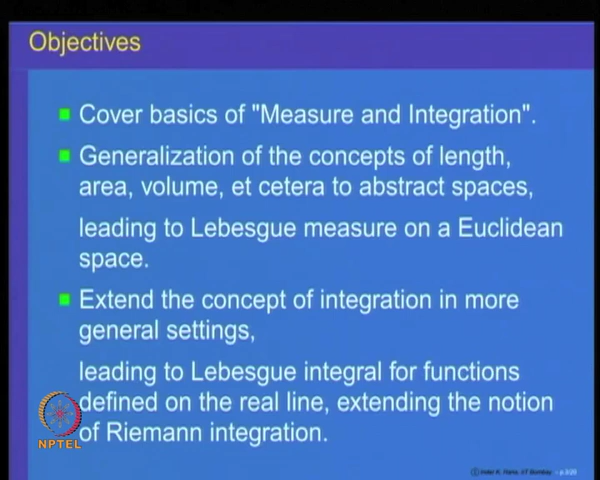 Objectives
Cover basics of "Measure and Integration".
Generalization of the concepts of length,
area, volume, et cetera to abstract spaces,
leading to Lebesgue measure on a Euclidean
space.
Extend the concept of integration in more
general settings,
leading to Lebesgue integral for functions
defined on the real line, extending the notion
of Riemann integration.
NPTEL